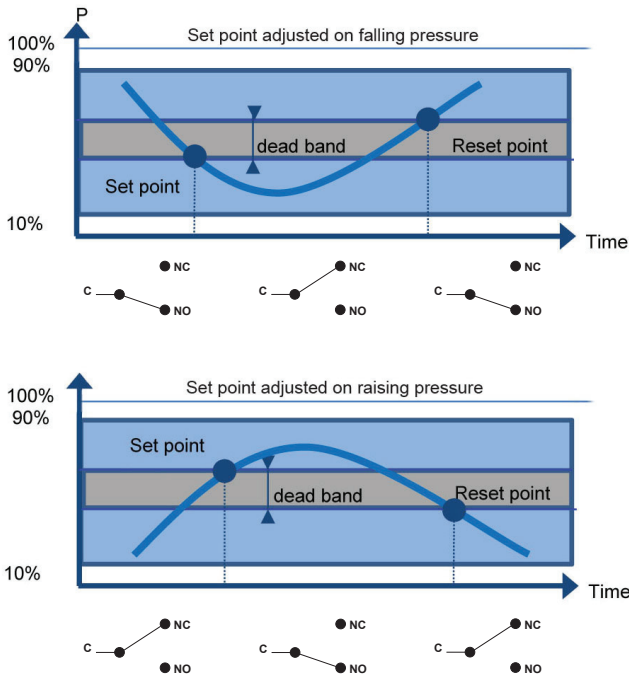 P
100%
Set point adjusted on falling pressure
90%
dead band
Reset point
Set point
10%
Time
NC NC NC
C C C
NO NO NO
100%
Set point adjusted on raising pressure
90%
Set point
dead band
Reset point
10%
Time
NC NC NC
C C C
NO NO NO